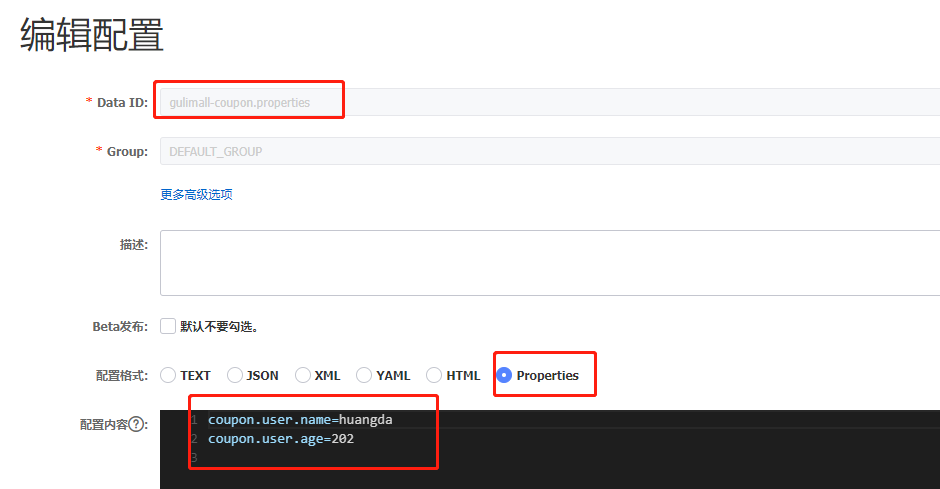 编辑配置
* Data ID: gulimall-coupon.properties
* Group: DEFAULT_GROUP
更多高级选项
描述:
Beta发布: 默认不要勾选。
配置格式: TEXT JSON XML YAML HTML Properties
配置内容?: 1 coupon.user.name=huangda
2 coupon.user.age=202
3